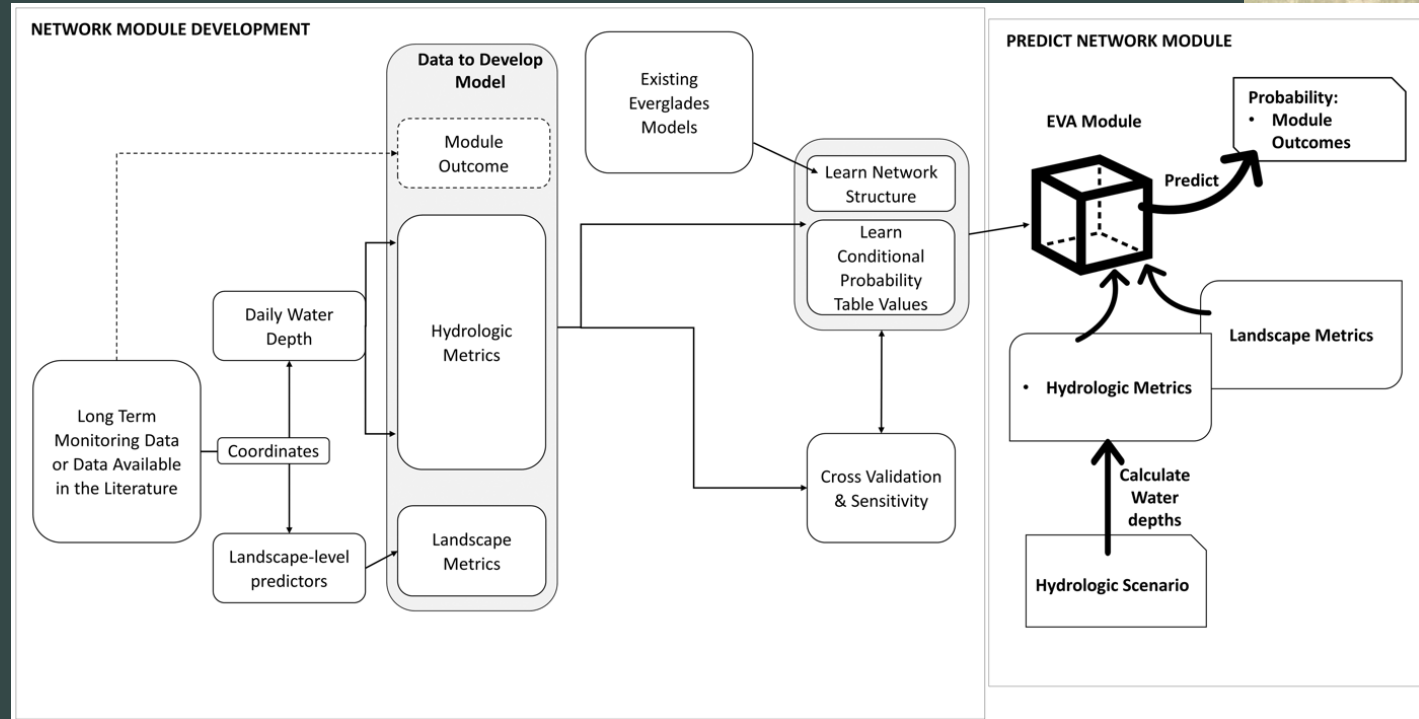 NETWORK MODULE DEVELOPMENT
Data to Develop
Model
Module
Outcome
Hydrologic
Metrics
Landscape
Metrics
Daily Water
Depth
Long Term
Monitoring Data
or Data Available
in the Literature
Coordinates
Landscape-level
predictors
Existing
Everglades
Models
Learn Network
Structure
Learn
Conditional
Probability
Table Values
Cross Validation
& Sensitivity
PREDICT NETWORK MODULE
EVA Module
Probability:
• Module
Outcomes
Predict
Landscape Metrics
• Hydrologic Metrics
Calculate
Water
depths
Hydrologic Scenario